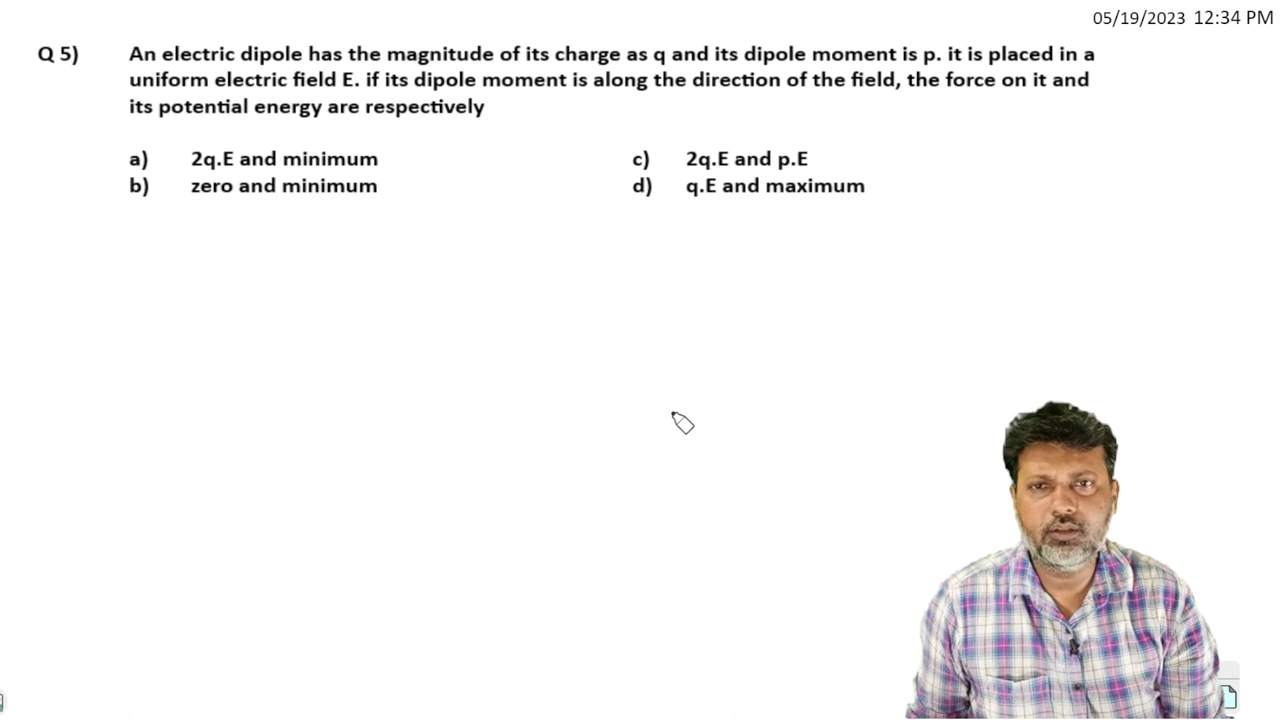 05/19/2023 12:34 PM
Q 5) An electric dipole has the magnitude of its charge as q and its dipole moment is p. it is placed in a
uniform electric field E. if its dipole moment is along the direction of the field, the force on it and
its potential energy are respectively
a) 2q.E and minimum c) 2q.E and p.E
b) zero and minimum d) q.E and maximum